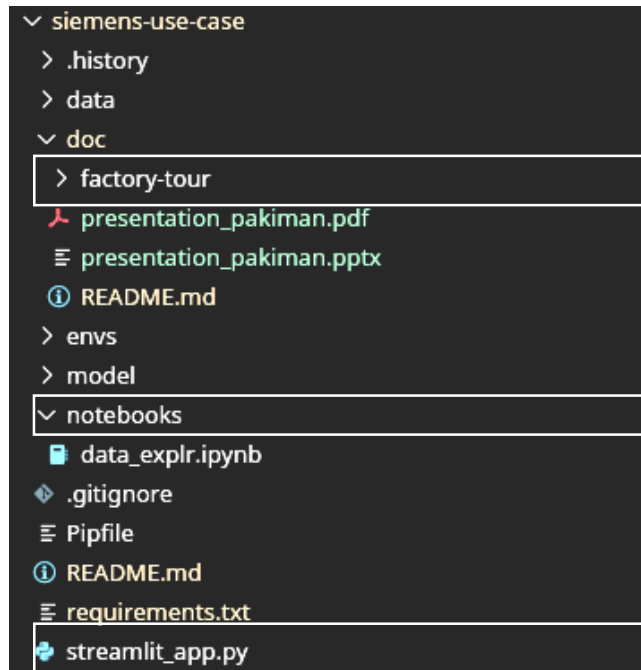 siemens-use-case
.history
data
doc
factory-tour
presentation_pakiman.pdf
presentation_pakiman.pptx
README.md
envs
model
notebooks
data_explr.ipynb
.gitignore
Pipfile
README.md
requirements.txt
streamlit_app.py